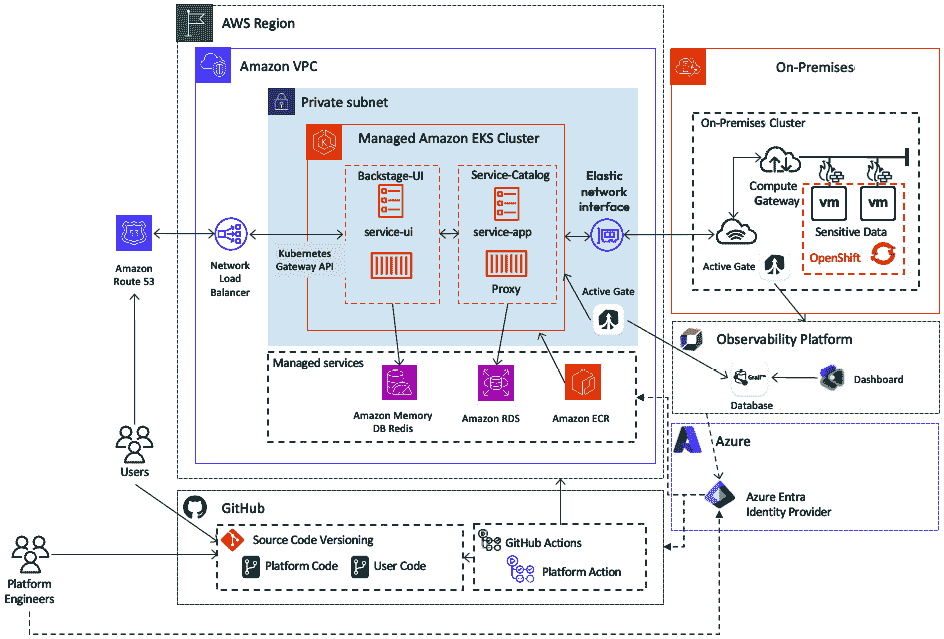 AWS Region
Amazon VPC
Private subnet
Managed Amazon EKS Cluster
Backstage-UI
service-ui
Service-Catalog
service-app
Proxy
Elastic
network
interface
Kubernetes
Gateway API
Active Gate
Amazon
Route 53
Network
Load
Balancer
Managed services
Amazon Memory
DB Redis
Amazon RDS
Amazon ECR
On-Premises
On-Premises Cluster
Compute
Gateway
vm
vm
Sensitive Data
OpenShift
Active Gate
Observability Platform
Database
Dashboard
Azure
Azure Entra
Identity Provider
Users
Platform
Engineers
GitHub
Source Code Versioning
Platform Code
User Code
GitHub Actions
Platform Action